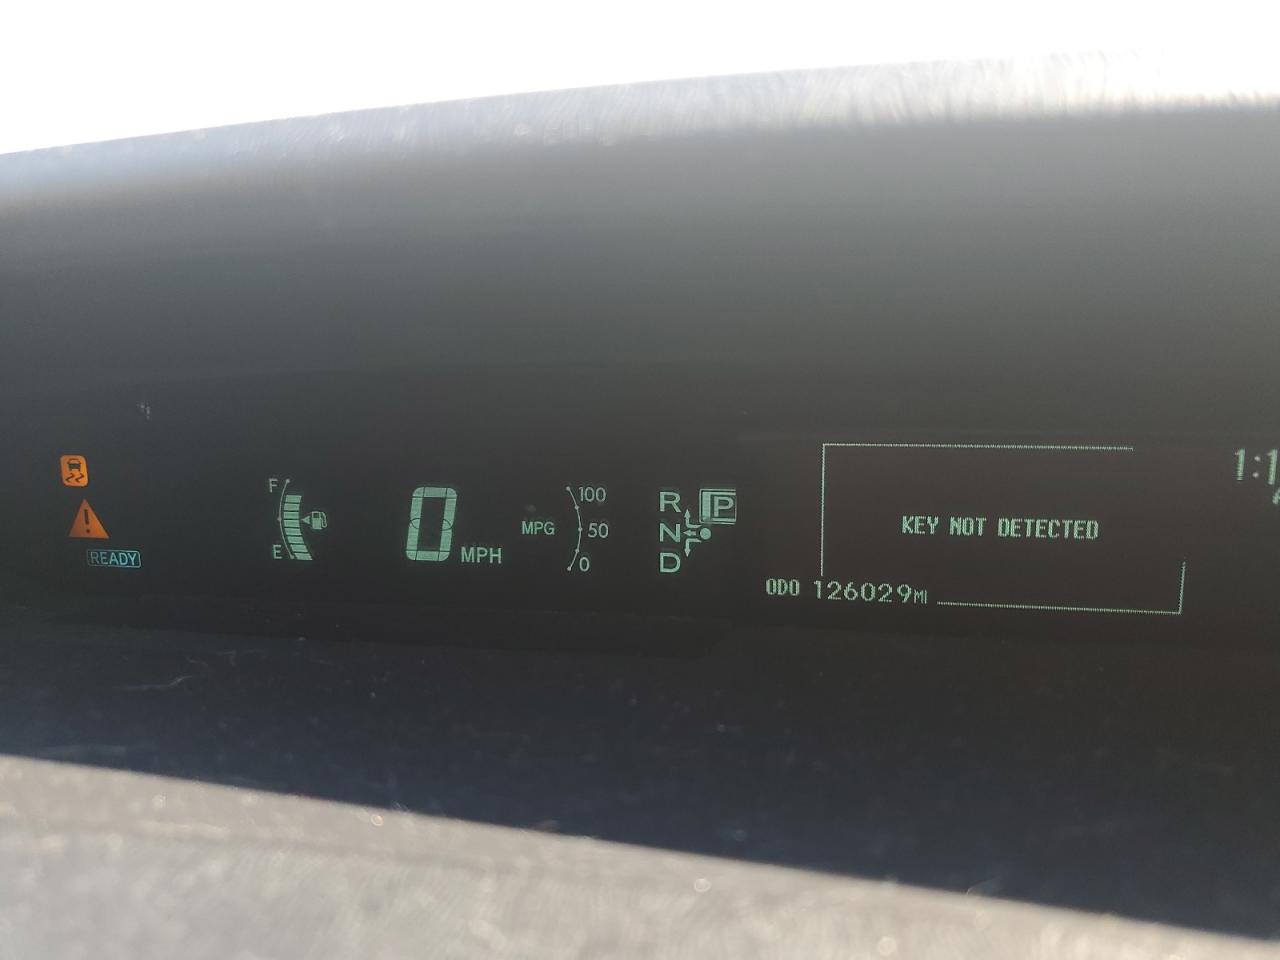 READY
F
E
0 MPH
MPG
100
50
0
R
N
D
P
KEY NOT DETECTED
ODO 126029MI